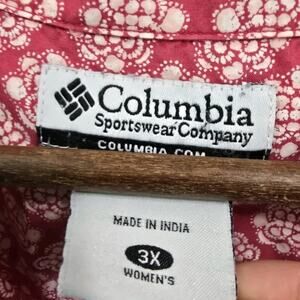 Columbia
Sportswear Company
COLUMBIA.COM
MADE IN INDIA
3X
WOMEN'S